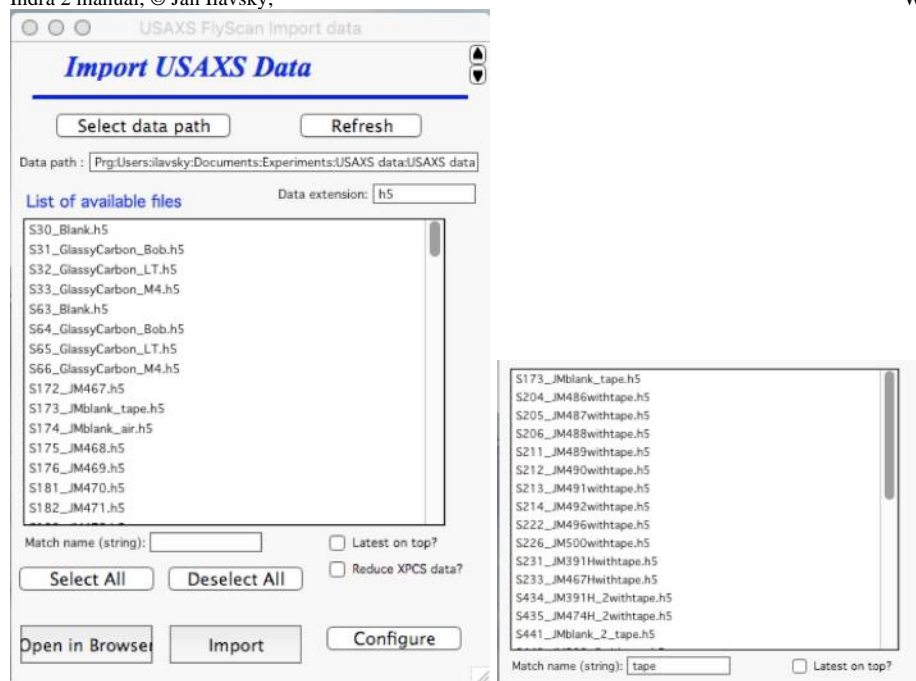 Indra 2 manual, © Jan Ilavsky,
USAXS FlyScan Import data
Import USAXS Data
Select data path
Refresh
Data path : Prg:Users:ilavsky:Documents:Experiments:USAXS data:USAXS data
List of available files
Data extension: h5
S30_Blank.h5
S31_GlassyCarbon_Bob.h5
S32_GlassyCarbon_LT.h5
S33_GlassyCarbon_M4.h5
S63_Blank.h5
S64_GlassyCarbon_Bob.h5
S65_GlassyCarbon_LT.h5
S66_GlassyCarbon_M4.h5
S172_JM467.h5
S173_JMblank_tape.h5
S174_JMblank_air.h5
S175_JM468.h5
S176_JM469.h5
S181_JM470.h5
S182_JM471.h5
Match name (string):
Latest on top?
Select All
Deselect All
Reduce XPCS data?
Open in Browser
Import
Configure
S173_JMblank_tape.h5
S204_JM486withtape.h5
S205_JM487withtape.h5
S206_JM488withtape.h5
S211_JM489withtape.h5
S212_JM490withtape.h5
S213_JM491withtape.h5
S214_JM492withtape.h5
S222_JM496withtape.h5
S226_JM500withtape.h5
S231_JM391Hwithtape.h5
S233_JM467Hwithtape.h5
S434_JM391H_2withtape.h5
S435_JM474H_2withtape.h5
S441_JMblank_2_tape.h5
Match name (string): tape
Latest on top?